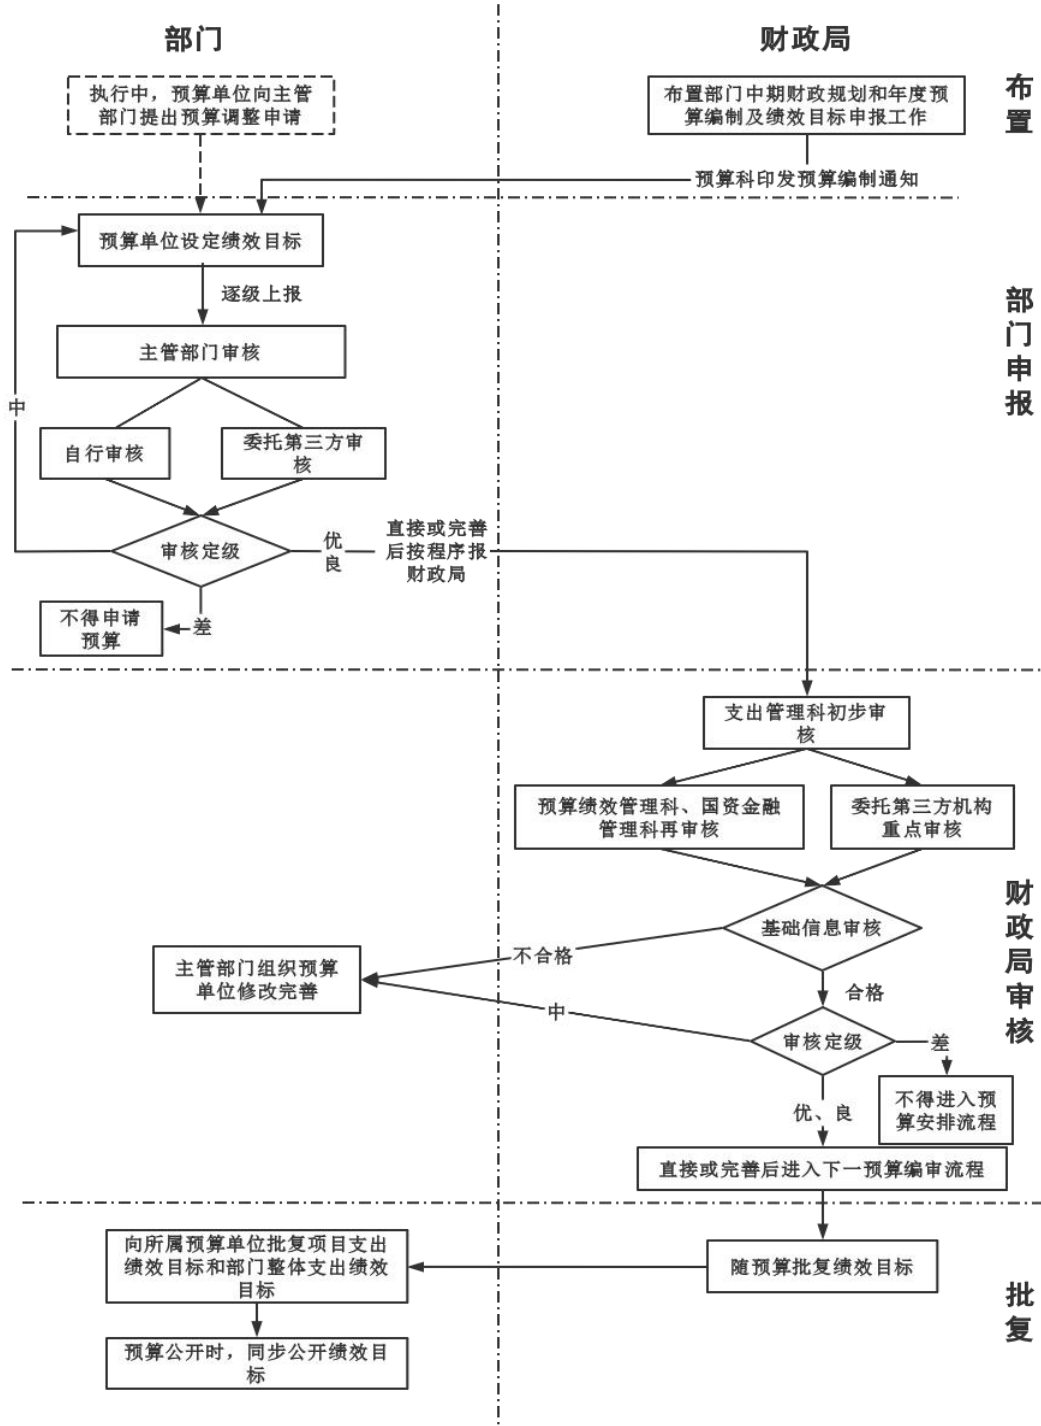 部门
财政局
布置
执行中，预算单位向主管
部门提出预算调整申请
布置部门中期财政规划和年度预
算编制及绩效目标申报工作
预算科印发预算编制通知
预算单位设定绩效目标
逐级上报
部门申报
主管部门审核
中
自行审核
委托第三方审
核
审核定级
优
良
直接或完善
后按程序报
财政局
不得申请
预算
差
支出管理科初步审
核
预算绩效管理科、国资金融
管理科再审核
委托第三方机构
重点审核
财政局审核
基础信息审核
不合格
主管部门组织预算
单位修改完善
合格
中
审核定级
差
不得进入预
算安排流程
优、良
直接或完善后进入下一预算编审流程
向所属预算单位批复项目支出
绩效目标和部门整体支出绩效
目标
随预算批复绩效目标
批复
预算公开时，同步公开绩效目
标